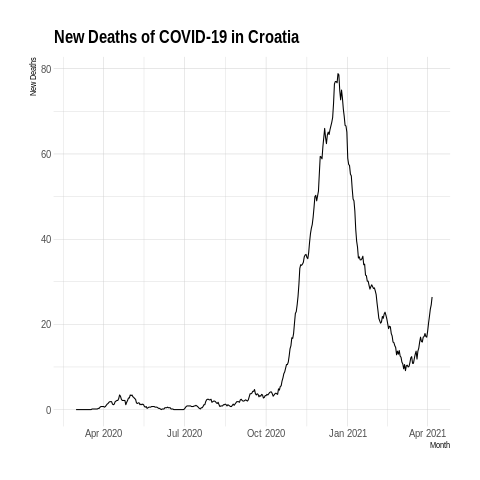 New Deaths of COVID-19 in Croatia
New Deaths
80
60
40
20
0
Apr 2020 Jul 2020 Oct 2020 Jan 2021 Apr 2021
Month